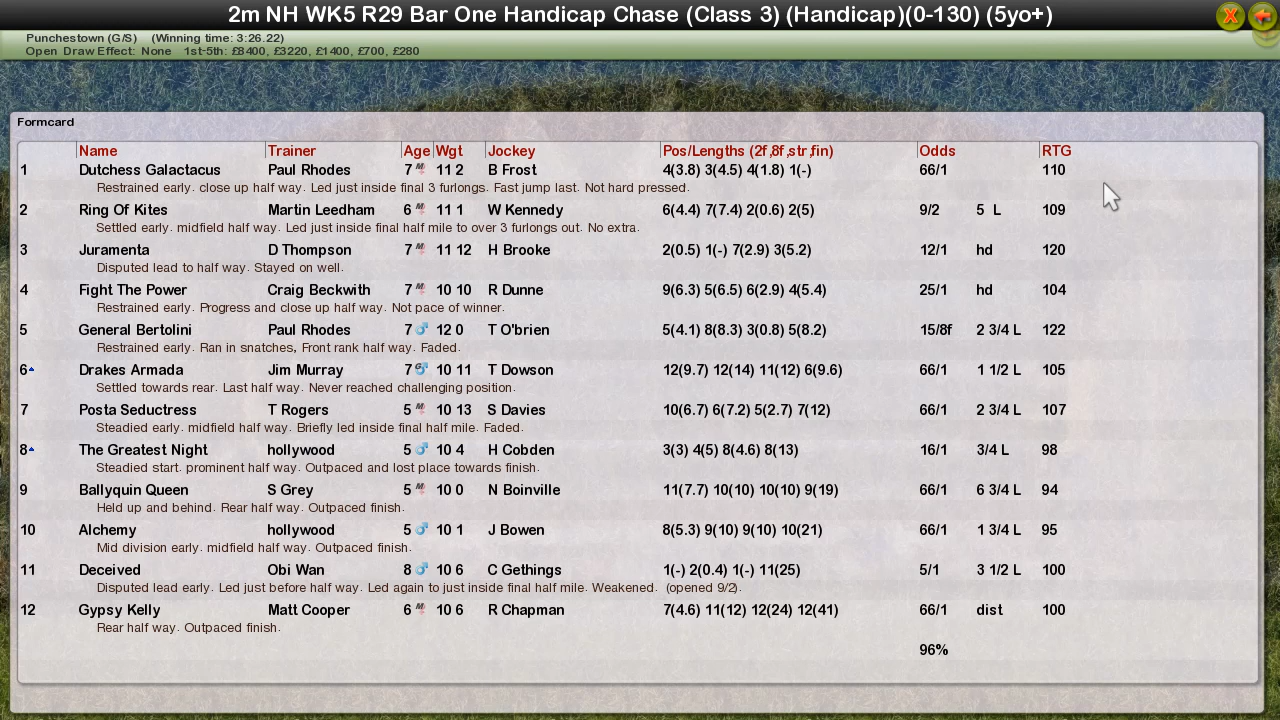 2m NH WK5 R29 Bar One Handicap Chase (Class 3) (Handicap)(0-130) (5yo+)
Punchestown (G/S) (Winning time: 3:26.22)
Open Draw Effect: None 1st-5th: £8400, £3220, £1400, £700, £280
Formcard
Name Trainer Age Wgt Jockey Pos/Lengths (2f,8f,str,fin) Odds RTG
1 Dutchess Galactacus Paul Rhodes 7 M 11 2 B Frost 4(3.8) 3(4.5) 4(1.8) 1(-) 66/1 110
Restrained early. close up half way. Led just inside final 3 furlongs. Fast jump last. Not hard pressed.
2 Ring Of Kites Martin Leedham 6 M 11 1 W Kennedy 6(4.4) 7(7.4) 2(0.6) 2(5) 9/2 5 L 109
Settled early. midfield half way. Led just inside final half mile to over 3 furlongs out. No extra.
3 Juramenta D Thompson 7 M 11 12 H Brooke 2(0.5) 1(-) 7(2.9) 3(5.2) 12/1 hd 120
Disputed lead to half way. Stayed on well.
4 Fight The Power Craig Beckwith 7 M 10 10 R Dunne 9(6.3) 5(6.5) 6(2.9) 4(5.4) 25/1 hd 104
Restrained early. Progress and close up half way. Not pace of winner.
5 General Bertolini Paul Rhodes 7 12 0 T O'brien 5(4.1) 8(8.3) 3(0.8) 5(8.2) 15/8f 2 3/4 L 122
Restrained early. Ran in snatches, Front rank half way. Faded.
6 Drakes Armada Jim Murray 7 G 10 11 T Dowson 12(9.7) 12(14) 11(12) 6(9.6) 66/1 1 1/2 L 105
Settled towards rear. Last half way. Never reached challenging position.
7 Posta Seductress T Rogers 5 M 10 13 S Davies 10(6.7) 6(7.2) 5(2.7) 7(12) 66/1 2 3/4 L 107
Steadied early. midfield half way. Briefly led inside final half mile. Faded.
8 The Greatest Night hollywood 5 10 4 H Cobden 3(3) 4(5) 8(4.6) 8(13) 16/1 3/4 L 98
Steadied start. prominent half way. Outpaced and lost place towards finish.
9 Ballyquin Queen S Grey 5 M 10 0 N Boinville 11(7.7) 10(10) 10(10) 9(19) 66/1 6 3/4 L 94
Held up and behind. Rear half way. Outpaced finish.
10 Alchemy hollywood 5 10 1 J Bowen 8(5.3) 9(10) 9(10) 10(21) 66/1 1 3/4 L 95
Mid division early. midfield half way. Outpaced finish.
11 Deceived Obi Wan 8 10 6 C Gethings 1(-) 2(0.4) 1(-) 11(25) 5/1 3 1/2 L 100
Disputed lead early. Led just before half way. Led again to just inside final half mile. Weakened. (opened 9/2).
12 Gypsy Kelly Matt Cooper 6 M 10 6 R Chapman 7(4.6) 11(12) 12(24) 12(41) 66/1 dist 100
Rear half way. Outpaced finish.
96%